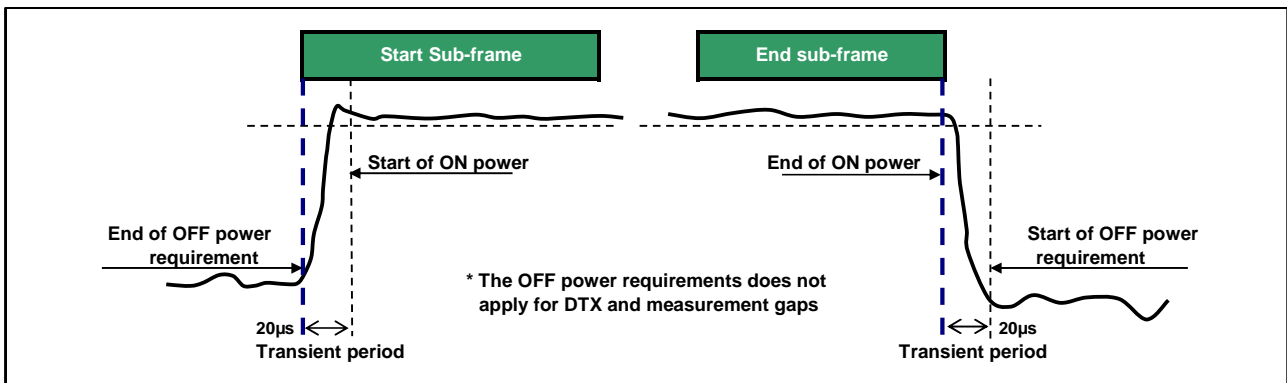 Start Sub-frame
End sub-frame
Start of ON power
End of ON power
End of OFF power
requirement
Start of OFF power
requirement
* The OFF power requirements does not
apply for DTX and measurement gaps
20µs
Transient period
20µs
Transient period